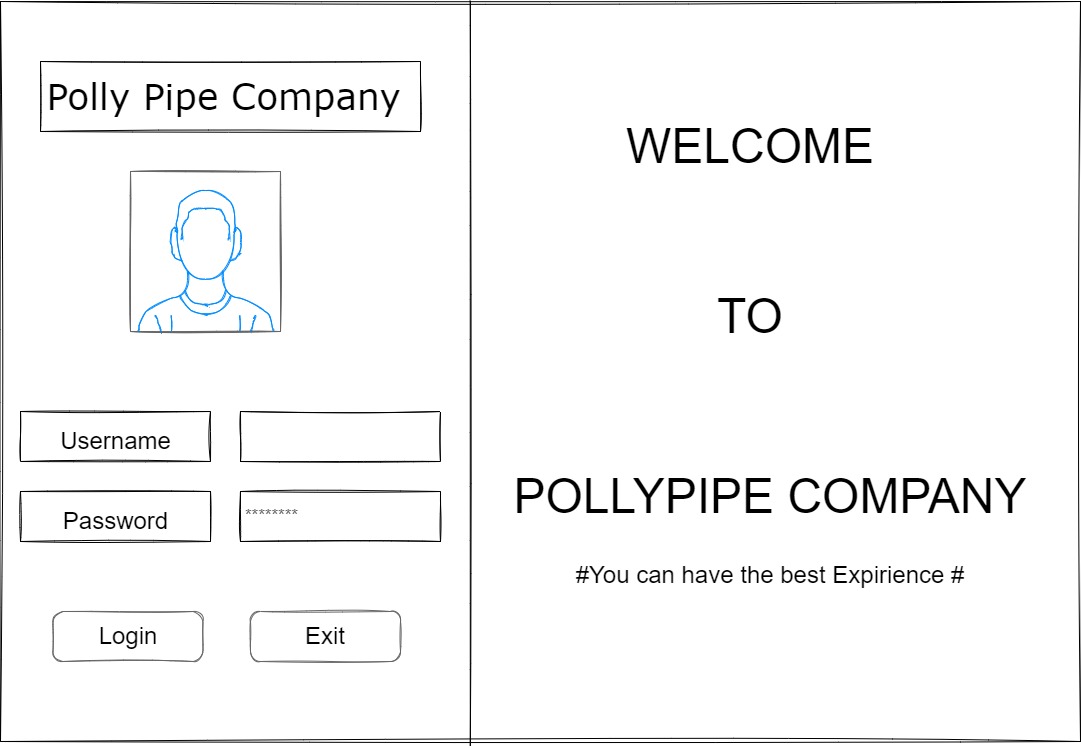 Polly Pipe Company
Username
Password
********
Login
Exit
WELCOME
TO
POLLYPIPE COMPANY
#You can have the best Expirience #